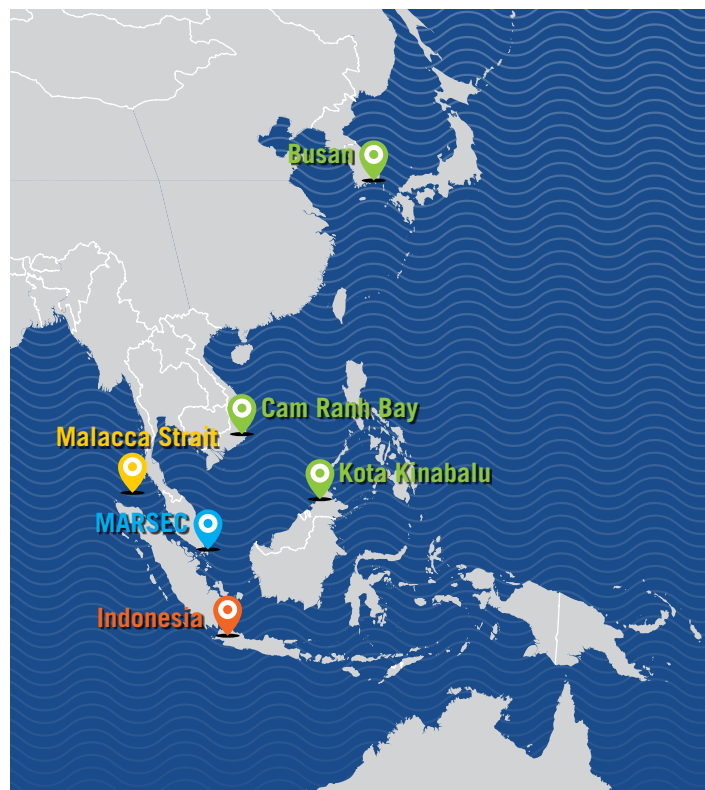 Busan
Cam Ranh Bay
Malacca Strait
Kota Kinabalu
MARSEC
Indonesia